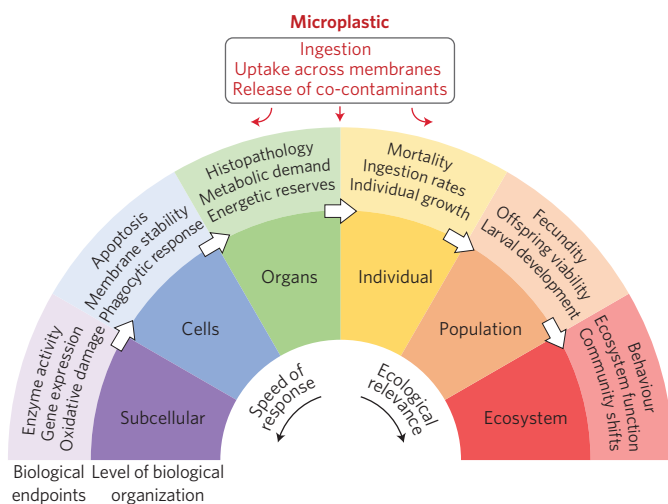 Microplastic
Ingestion
Uptake across membranes
Release of co-contaminants
Enzyme activity
Gene expression
Oxidative damage
Subcellular
Apoptosis
Membrane stability
Phagocytic response
Cells
Histopathology
Metabolic demand
Energetic reserves
Organs
Mortality
Ingestion rates
Individual growth
Individual
Fecundity
Offspring viability
Larval development
Population
Behaviour
Ecosystem function
Community shifts
Ecosystem
Speed of
response
Ecological
relevance
Biological
endpoints
Level of biological
organization